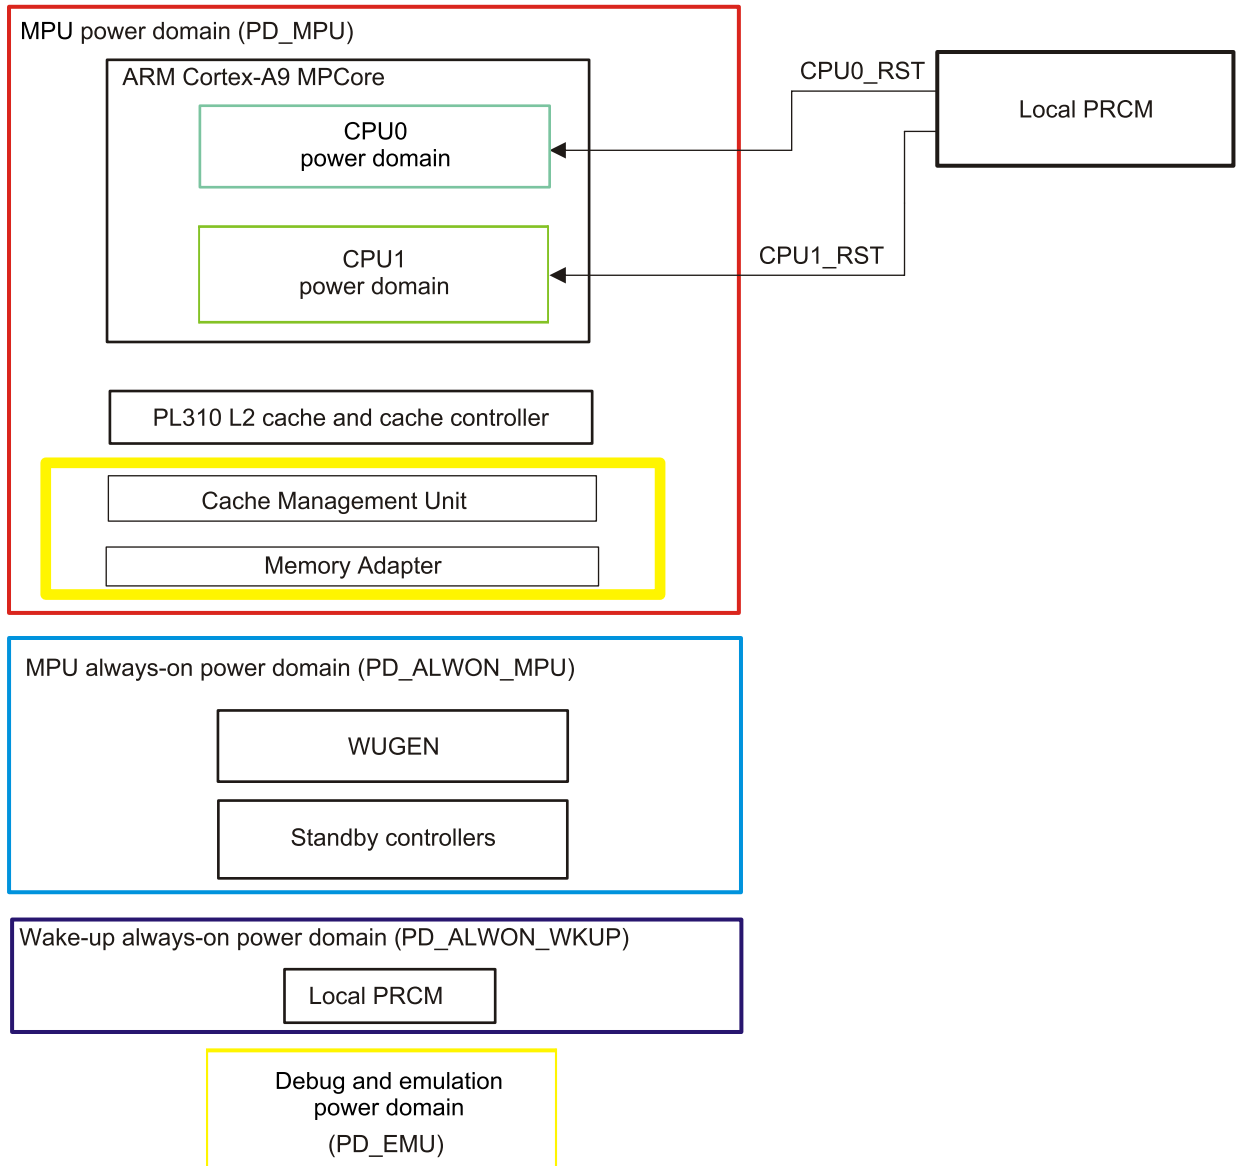 MPU power domain (PD_MPU)
ARM Cortex-A9 MPCore
CPU0
power domain
CPU1
power domain
CPU0_RST
Local PRCM
CPU1_RST
PL310 L2 cache and cache controller
Cache Management Unit
Memory Adapter
MPU always-on power domain (PD_ALWON_MPU)
WUGEN
Standby controllers
Wake-up always-on power domain (PD_ALWON_WKUP)
Local PRCM
Debug and emulation
power domain
(PD_EMU)